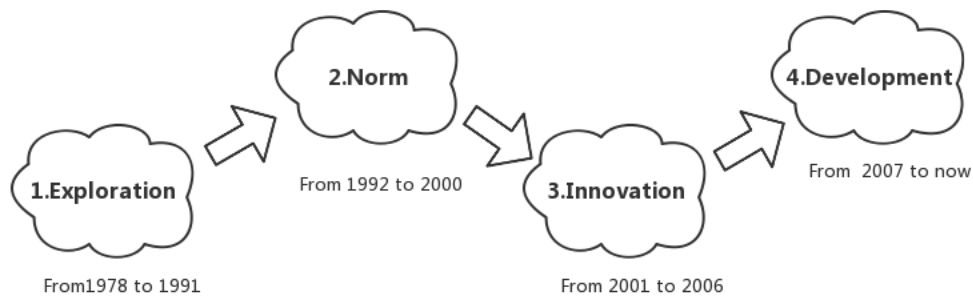 1.Exploration
From1978 to 1991
2.Norm
From 1992 to 2000
3.Innovation
From 2001 to 2006
4.Development
From 2007 to now